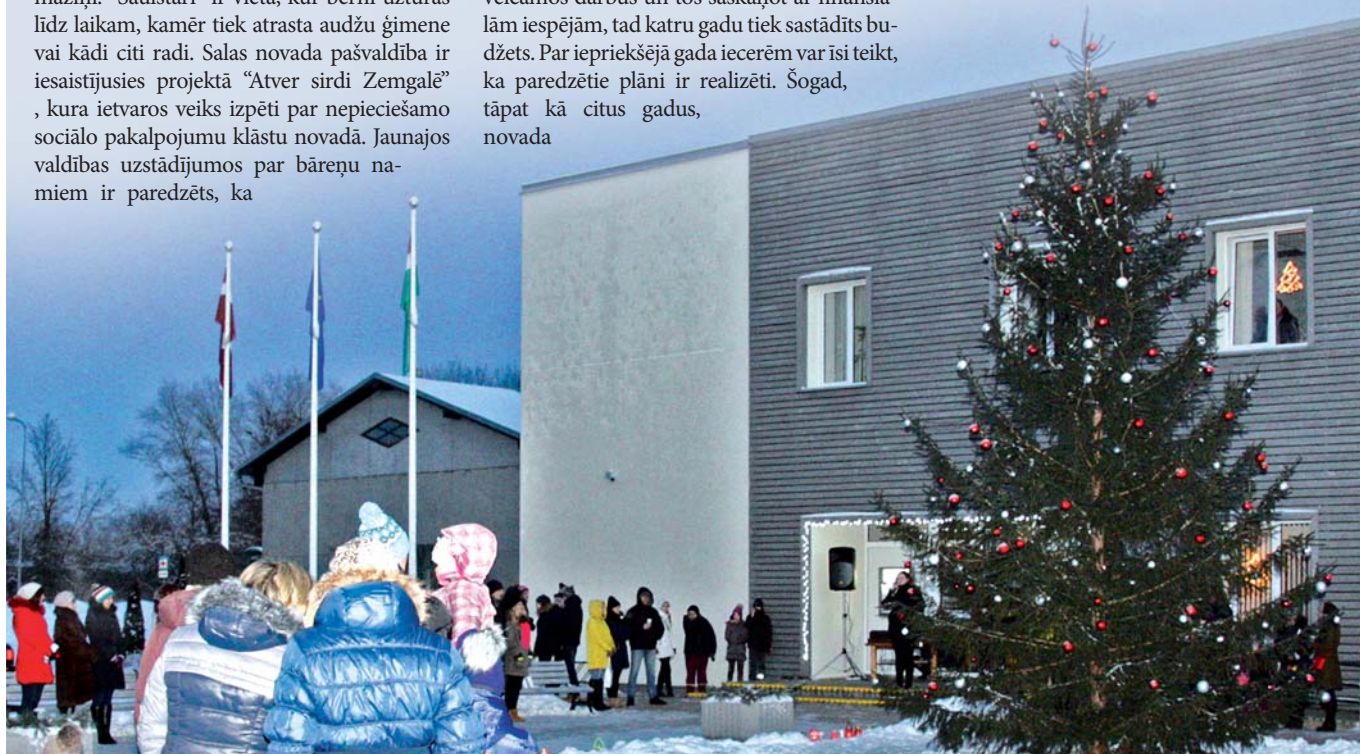 mazini. "Sadistari" ir vieta, kur bērni uzturas
līdz laikam, kamēr tiek atrasta audžu ģimene
vai kādi citi radi. Salas novada pašvaldība ir
iesaistījusies projektā “Atver sirdi Zemgalē”
, kura ietvaros veiks izpēti par nepieciešamo
sociālo pakalpojumu klāstu novadā. Jaunajos
valdības uzstādījumos par bāreņu na-
miem ir paredzēts, ka
veicamos darbus un tos saskaņot ar finansiā-
lām iespējām, tad katru gadu tiek sastādīts bu-
džets. Par iepriekšējā gada iecerēm var īsi teikt,
ka paredzētie plāni ir realizēti. Šogad,
tāpat kā citus gadus,
novada